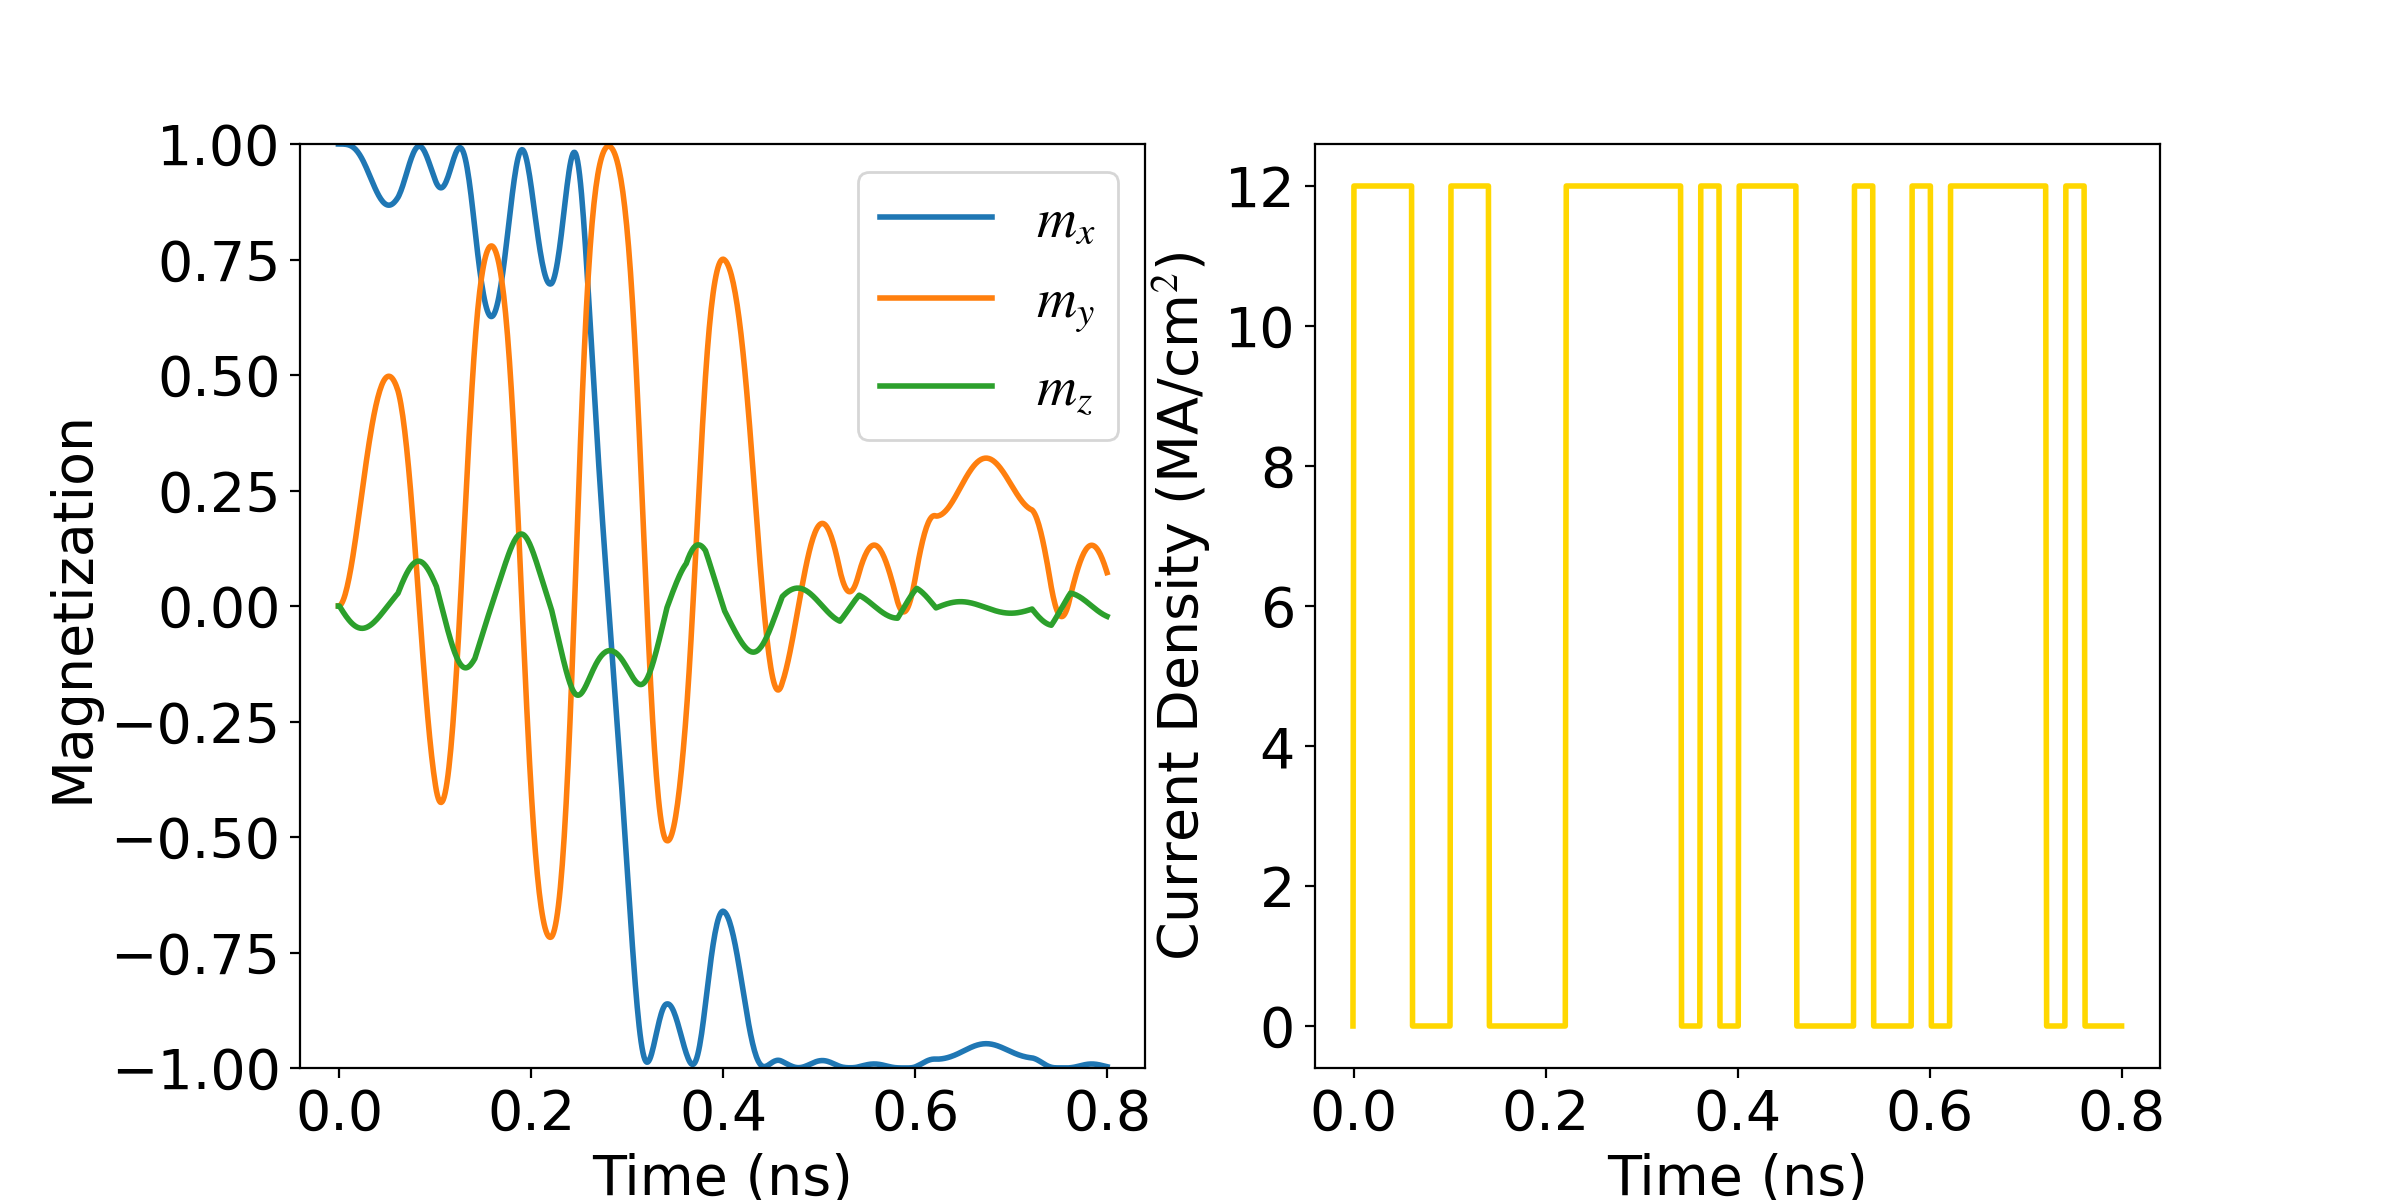 Magnetization
1.00
0.75
0.50
0.25
0.00
−0.25
−0.50
−0.75
−1.00
0.0 0.2 0.4 0.6 0.8
Time (ns)
m_x
m_y
m_z
Current Density (MA/cm²)
12
10
8
6
4
2
0
0.0 0.2 0.4 0.6 0.8
Time (ns)